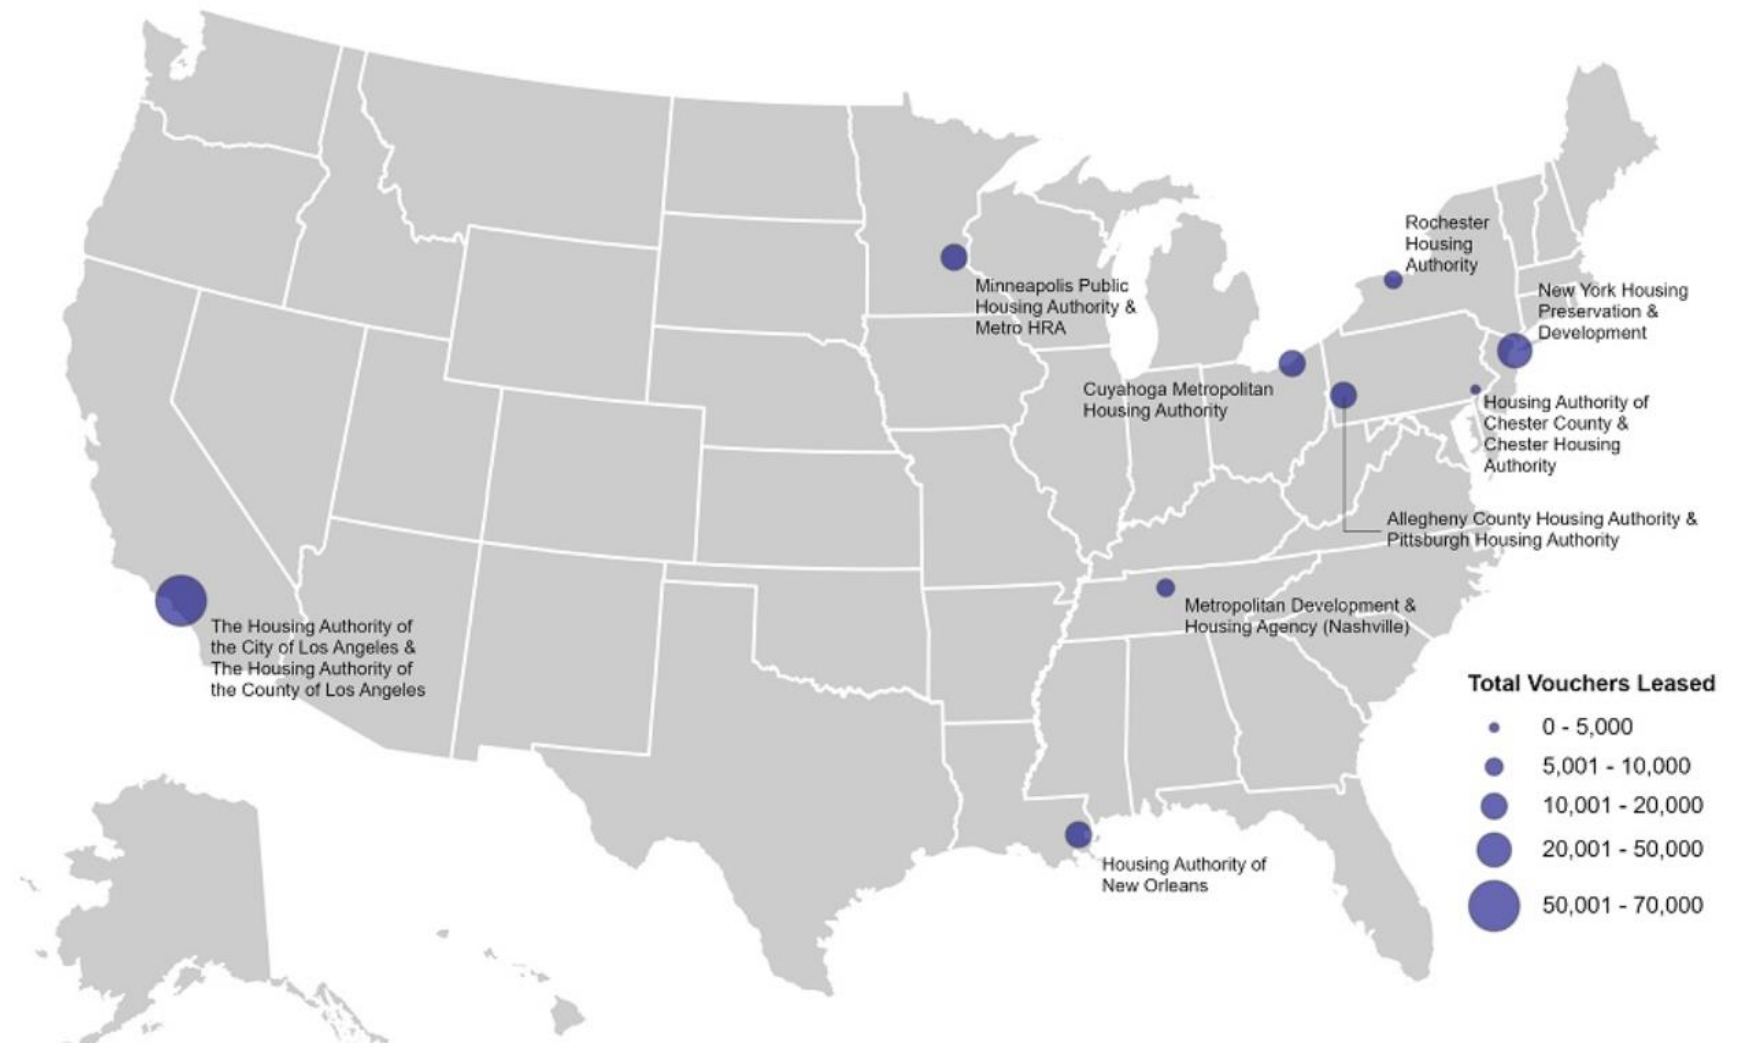 Rochester
Housing
Authority
New York Housing
Preservation &
Development
Minneapolis Public
Housing Authority &
Metro HRA
Cuyahoga Metropolitan
Housing Authority
Housing Authority of
Chester County &
Chester Housing
Authority
Allegheny County Housing Authority &
Pittsburgh Housing Authority
Metropolitan Development &
Housing Agency (Nashville)
The Housing Authority of
the City of Los Angeles &
The Housing Authority of
the County of Los Angeles
Housing Authority of
New Orleans
Total Vouchers Leased
0 - 5,000
5,001 - 10,000
10,001 - 20,000
20,001 - 50,000
50,001 - 70,000